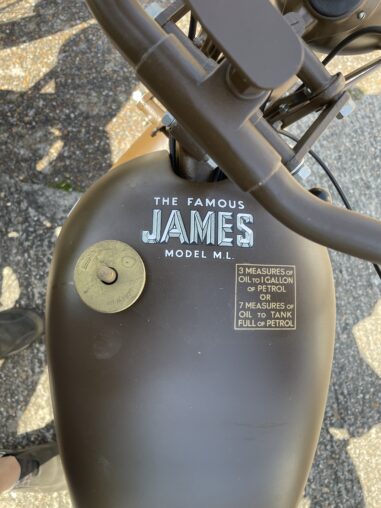 THE FAMOUS
JAMES
MODEL M.L.
3 MEASURES OF
OIL TO 1 GALLON
OF PETROL
OR
7 MEASURES OF
OIL TO TANK
FULL OF PETROL